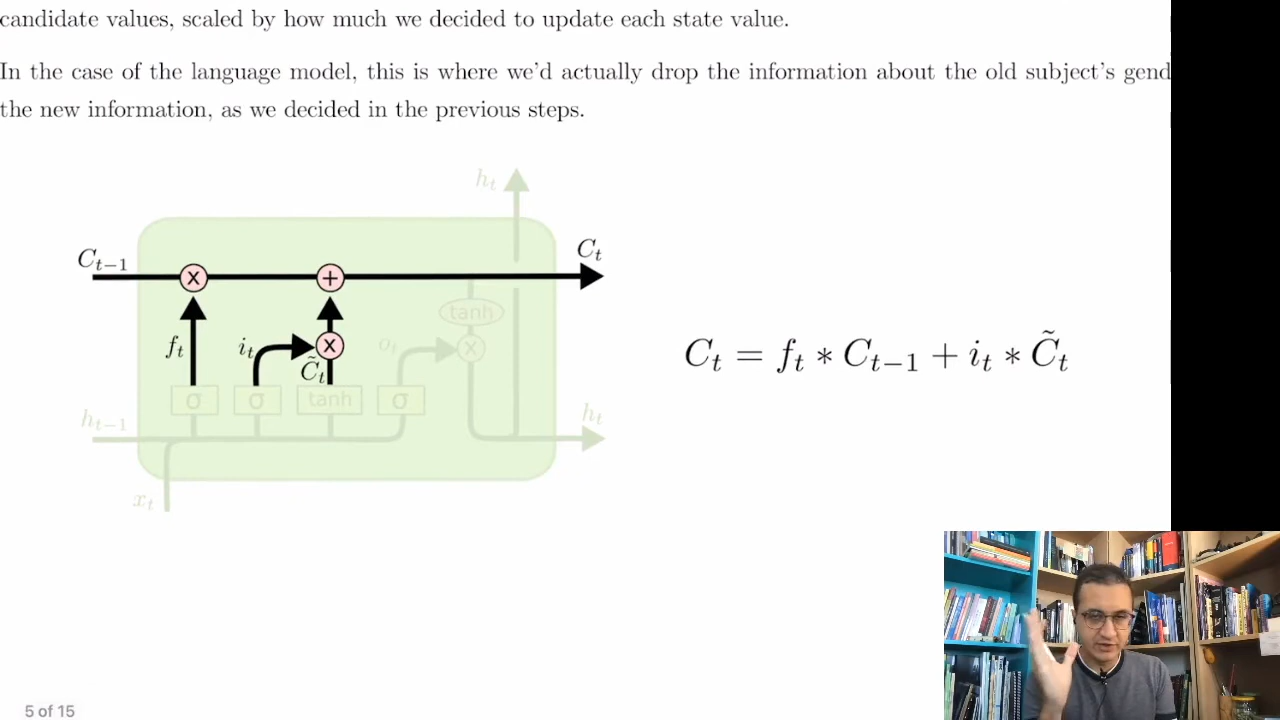 candidate values, scaled by how much we decided to update each state value.
In the case of the language model, this is where we'd actually drop the information about the old subject's gend
the new information, as we decided in the previous steps.
h_t
C_{t−1} × + C_t
tanh
f_t i_t × o_t ×
C̃_t
σ σ tanh σ
h_{t−1} h_t
x_t
C_t = f_t * C_{t−1} + i_t * C̃_t
5 of 15